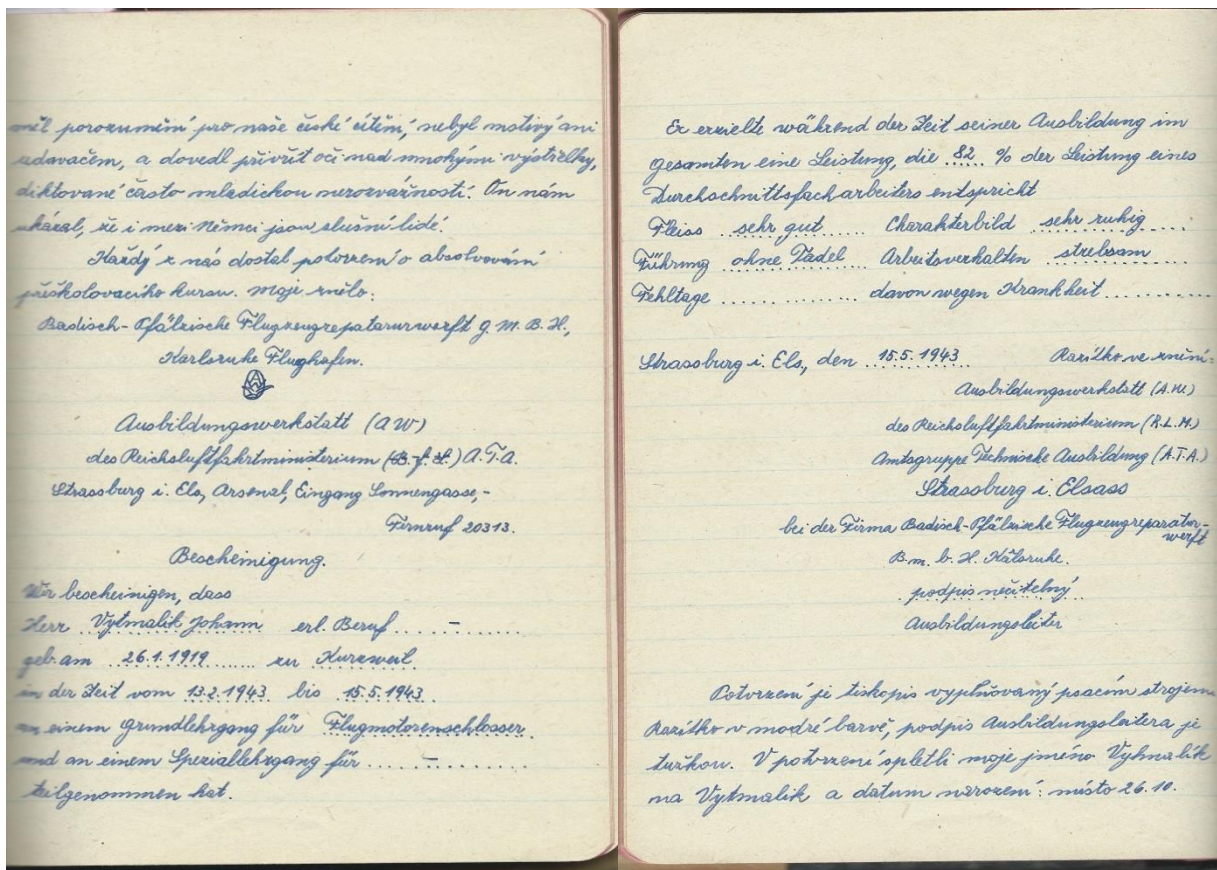 měl porozumění pro naše české cítění, nebyl mstivý ani
udavačem, a dovedl přivřít oči nad mnohými výstřelky,
diktované často mladickou nerozvážností. On nám
ukázal, že i mezi Němci jsou slušní lidé.
Každý z nás dostal potvrzení o absolvování
přeškolovacího kursu. Moje znělo:
Badisch-Pfälzische Flugzeugreparaturwerft G.M.B.H.,
Karlsruhe Flughafen.
Ausbildungswerkstatt (AW)
des Reichsluftfahrtministerium A.T.A.
Strassburg i. Els, Arsenal, Eingang Sonnengasse,-
Fernruf 20313.
Bescheinigung.
Wir bescheinigen, dass
Herr Vytmalik Johann erl. Beruf –
geb. am 26.1.1919 zu Kurzweil
in der Zeit vom 13.2.1943 bis 15.5.1943
an einem Grundlehrgang für Flugmotorenschlosser
und an einem Speziallehrgang für –
teilgenommen hat.
Er erzielte während der Zeit seiner Ausbildung im
Gesamten eine Leistung, die 82 % der Leistung eines
Durchschnittsfacharbeiters entspricht
Fleiss sehr gut Charakterbild sehr ruhig
Führung ohne Tadel Arbeitsverhalten strebsam
Fehltage davon wegen Krankheit
Strassburg i. Els, den 15.5.1943 Razítko ve znění:
Ausbildungswerkstatt (A.W.)
des Reichsluftfahrtministerium (R.L.M.)
Amtsgruppe Technische Ausbildung (A.T.A.)
Strassburg i. Elsass
bei der Firma Badisch-Pfälzische Flugzeugreparatur-
werft
B.m.b.H. Kalsruhe.
podpis nečitelný
Ausbildungsleiter
Potvrzení je tiskopis vyplňovaný psacím strojem.
Razítko v modré barvě, podpis Ausbildungsleitera je
tužkou. V potvrzení spletli moje jméno Vyhnalík
na Vytmalik a datum narození: místo 26.10.